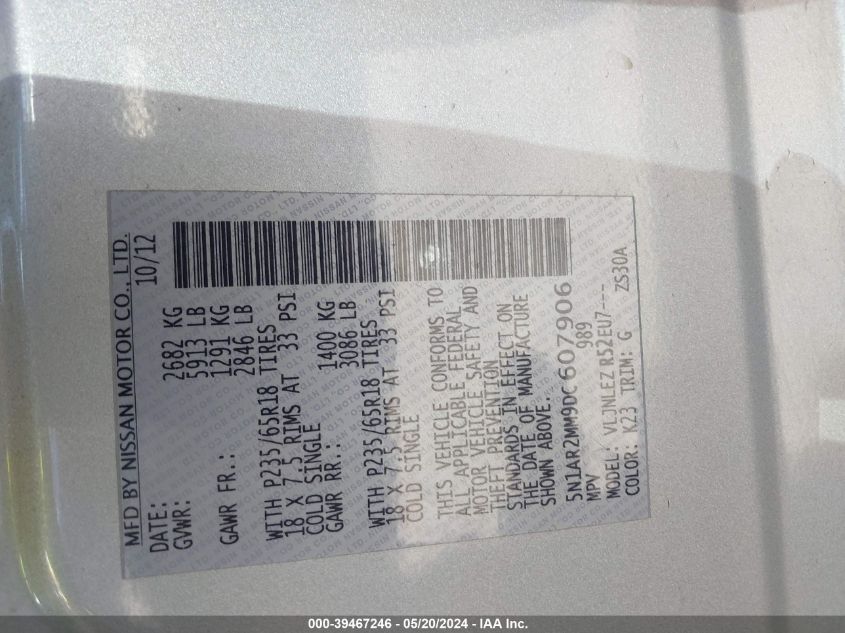 MFD BY NISSAN MOTOR CO., LTD.
DATE: 10/12
GVWR: 2682 KG
5913 LB
GAWR FR.: 1291 KG
2846 LB
WITH P235/65R18 TIRES
18 X 7.5 RIMS AT 33 PSI
COLD SINGLE
GAWR RR.: 1400 KG
3086 LB
WITH P235/65R18 TIRES
18 X 7.5 RIMS AT 33 PSI
COLD SINGLE
THIS VEHICLE CONFORMS TO
ALL APPLICABLE FEDERAL
MOTOR VEHICLE SAFETY AND
THEFT PREVENTION
STANDARDS IN EFFECT ON
THE DATE OF MANUFACTURE
SHOWN ABOVE.
5N1AR2MM9DC607906
MPV 989
MODEL: VLJNLEZ R52EU7---
COLOR: K23 TRIM: G ZS30A
000-39467246 - 05/20/2024 - IAA Inc.